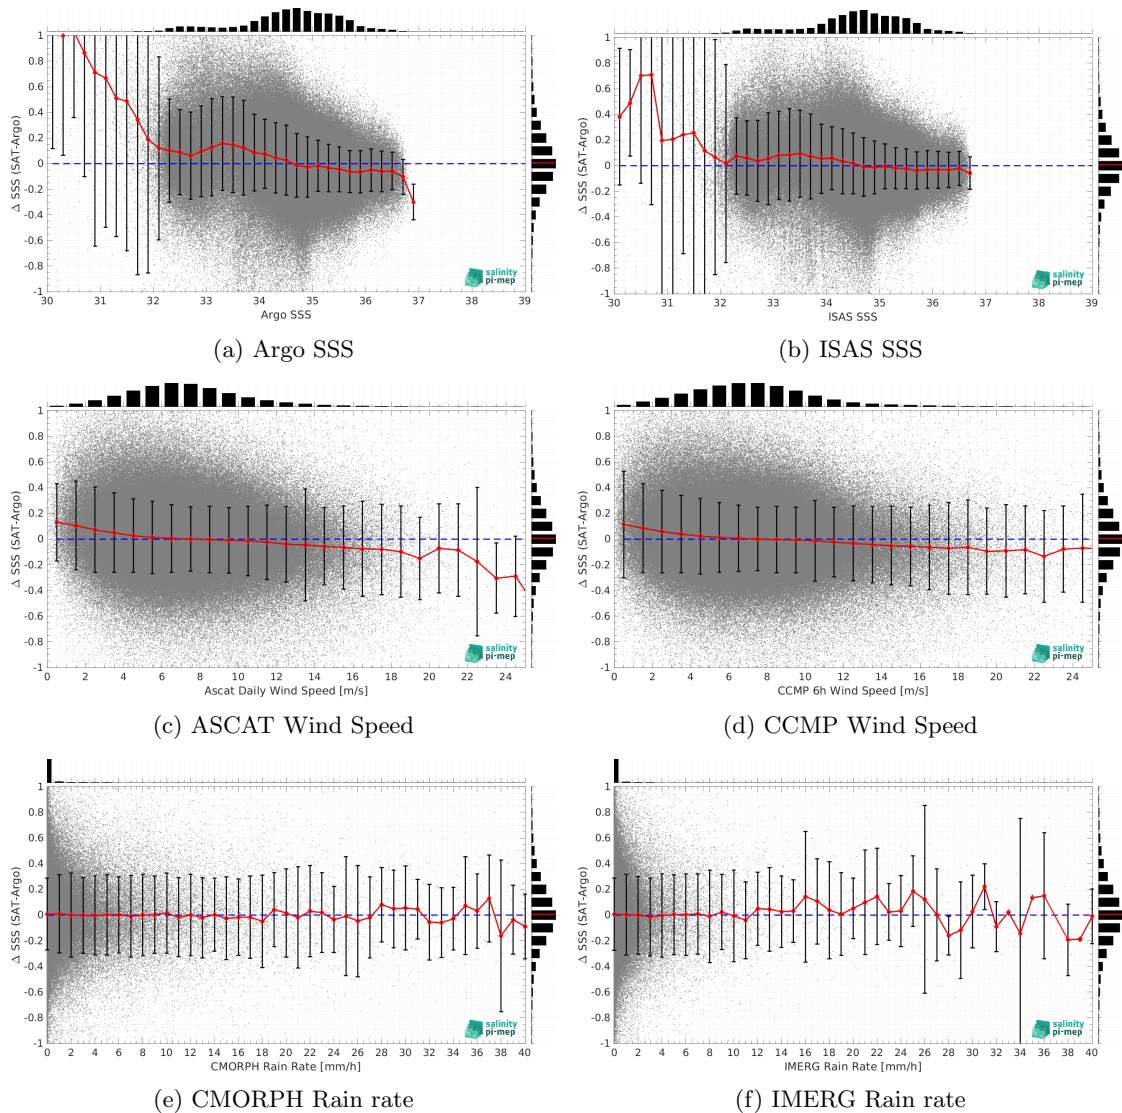 1
0.8
0.6
0.4
0.2
0
-0.2
-0.4
-0.6
-0.8
-1
Δ SSS (SAT-Argo)
30 31 32 33 34 35 36 37 38 39
Argo SSS
salinity
pi-mep
(a) Argo SSS
1
0.8
0.6
0.4
0.2
0
-0.2
-0.4
-0.6
-0.8
-1
Δ SSS (SAT-Argo)
30 31 32 33 34 35 36 37 38 39
ISAS SSS
salinity
pi-mep
(b) ISAS SSS
1
0.8
0.6
0.4
0.2
0
-0.2
-0.4
-0.6
-0.8
-1
Δ SSS (SAT-Argo)
0 2 4 6 8 10 12 14 16 18 20 22 24
Ascat Daily Wind Speed [m/s]
salinity
pi-mep
(c) ASCAT Wind Speed
1
0.8
0.6
0.4
0.2
0
-0.2
-0.4
-0.6
-0.8
-1
Δ SSS (SAT-Argo)
0 2 4 6 8 10 12 14 16 18 20 22 24
CCMP 6h Wind Speed [m/s]
salinity
pi-mep
(d) CCMP Wind Speed
1
0.8
0.6
0.4
0.2
0
-0.2
-0.4
-0.6
-0.8
-1
Δ SSS (SAT-Argo)
0 2 4 6 8 10 12 14 16 18 20 22 24 26 28 30 32 34 36 38 40
CMORPH Rain Rate [mm/h]
salinity
pi-mep
(e) CMORPH Rain rate
1
0.8
0.6
0.4
0.2
0
-0.2
-0.4
-0.6
-0.8
-1
Δ SSS (SAT-Argo)
0 2 4 6 8 10 12 14 16 18 20 22 24 26 28 30 32 34 36 38 40
IMERG Rain Rate [mm/h]
salinity
pi-mep
(f) IMERG Rain rate